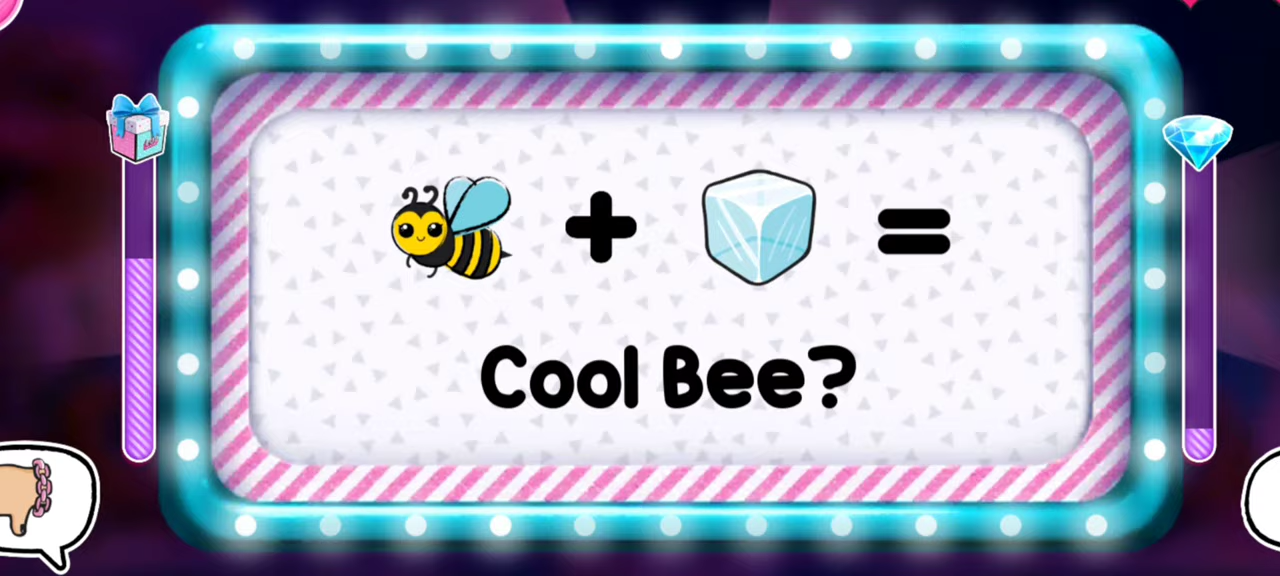 + =
Cool Bee?